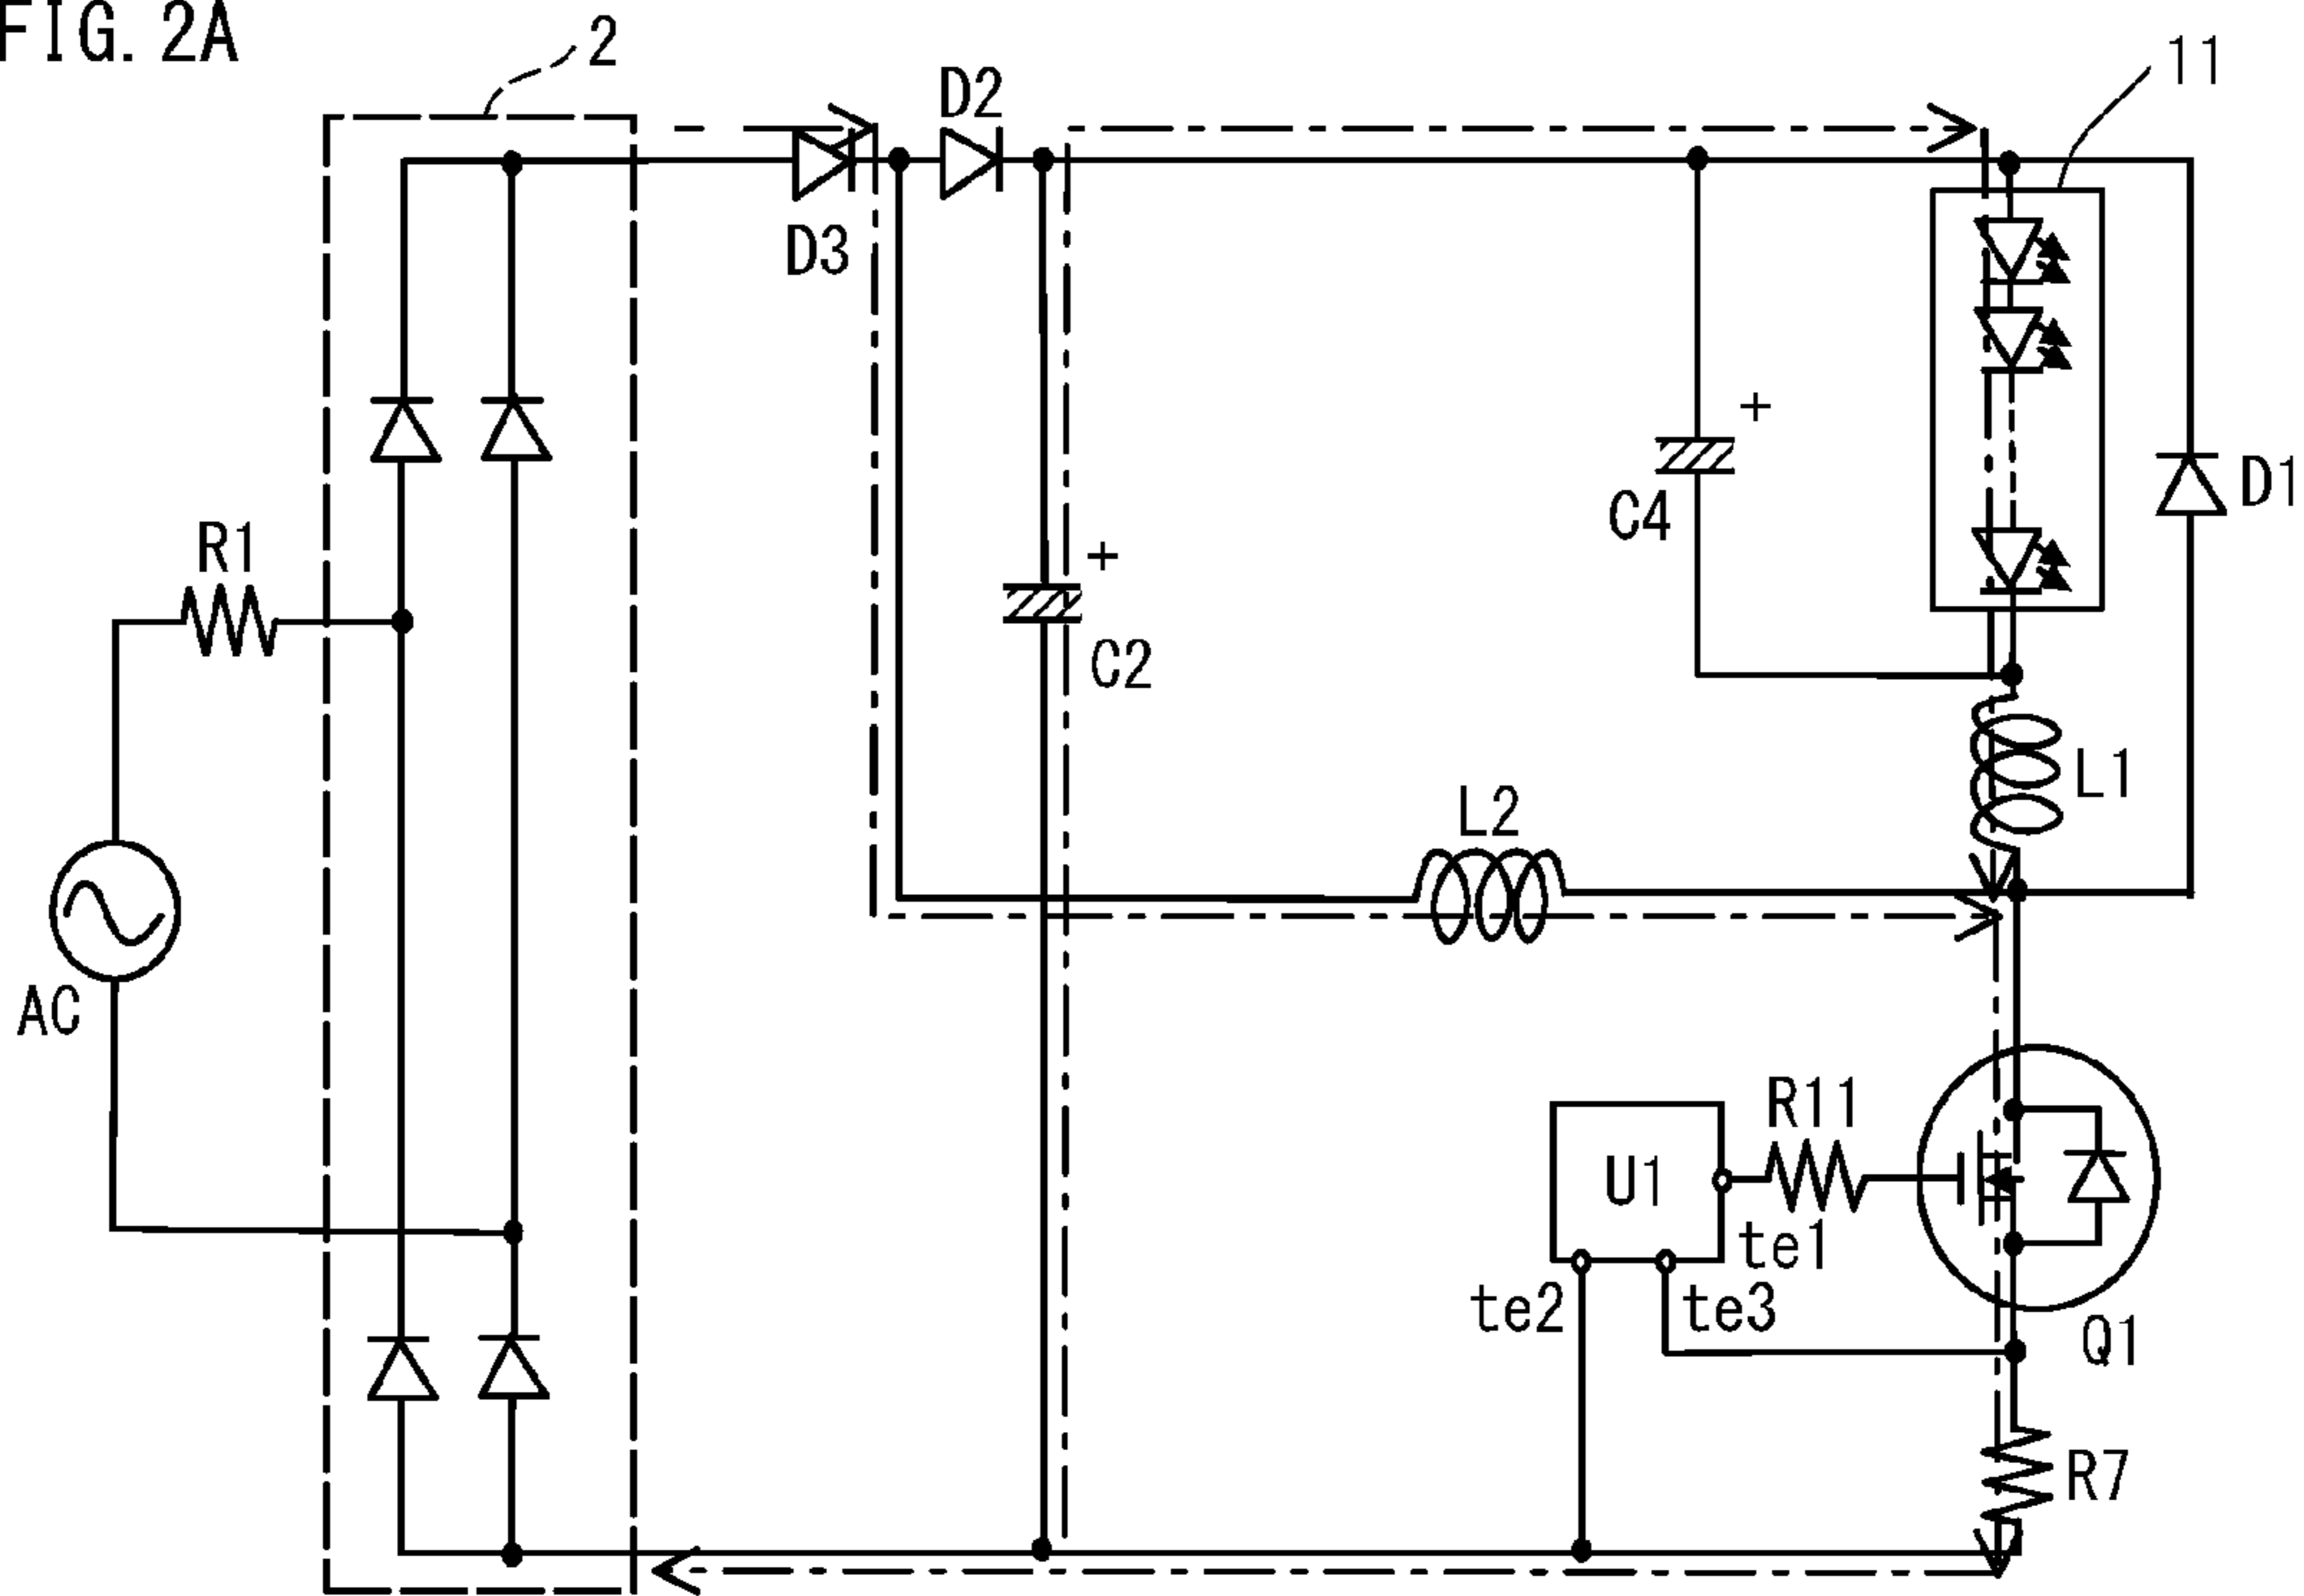 FIG. 2A
2
D2
11
D3
+
C4
D1
R1
+
C2
L1
L2
AC
R11
U1
te1
te2
te3
Q1
R7